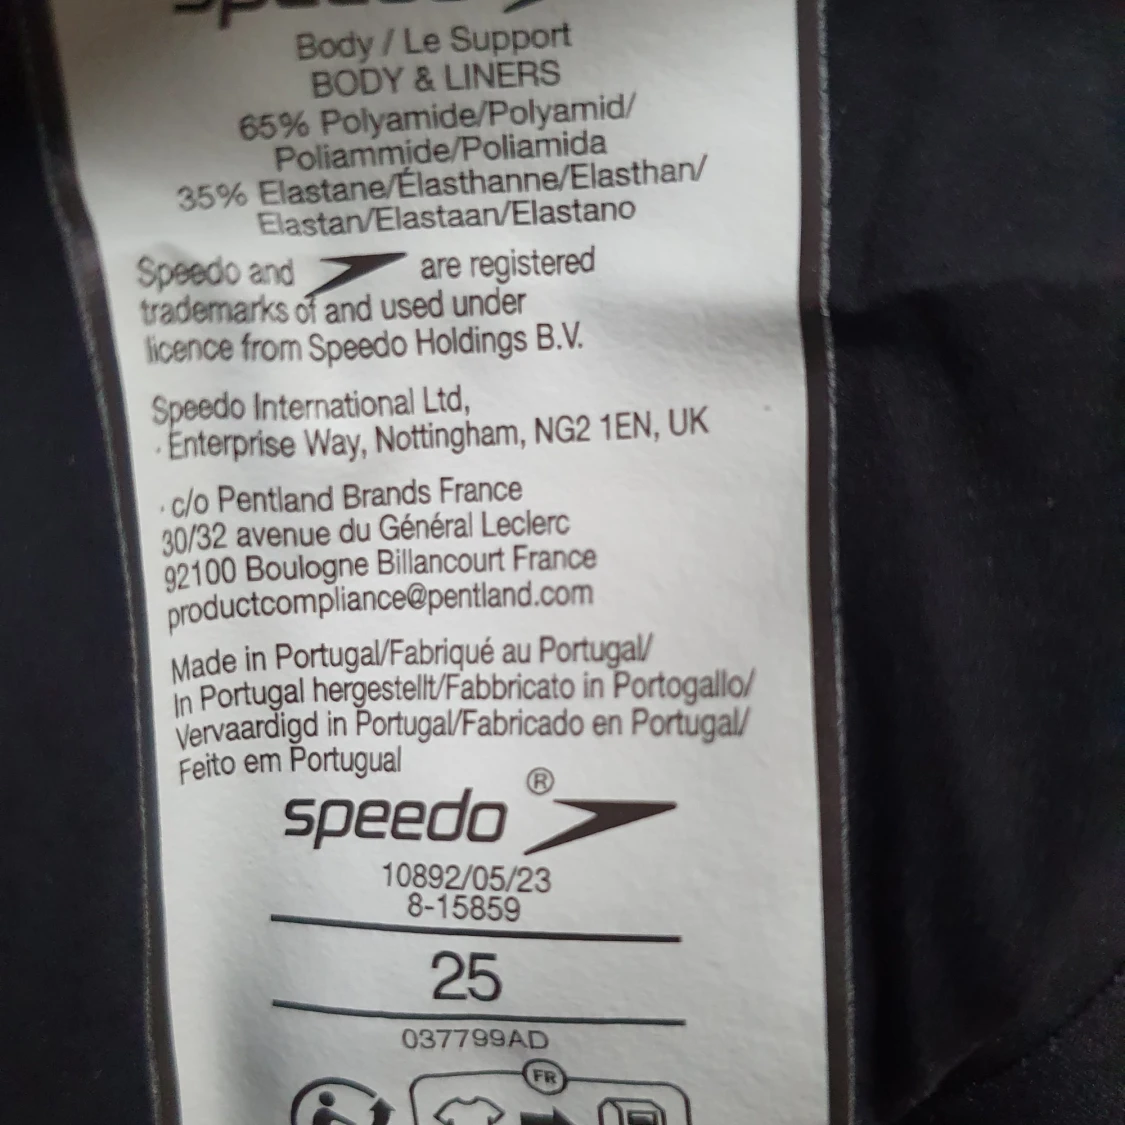 speedo
Body / Le Support
BODY & LINERS
65% Polyamide/Polyamid/
Poliammide/Poliamida
35% Elastane/Élasthanne/Elasthan/
Elastan/Elastaan/Elastano
Speedo and are registered
trademarks of and used under
licence from Speedo Holdings B.V.
Speedo International Ltd,
· Enterprise Way, Nottingham, NG2 1EN, UK
· c/o Pentland Brands France
30/32 avenue du Général Leclerc
92100 Boulogne Billancourt France
productcompliance@pentland.com
Made in Portugal/Fabriqué au Portugal/
In Portugal hergestellt/Fabbricato in Portogallo/
Vervaardigd in Portugal/Fabricado en Portugal/
Feito em Portugual
speedo ®
10892/05/23
8-15859
25
037799AD
FR